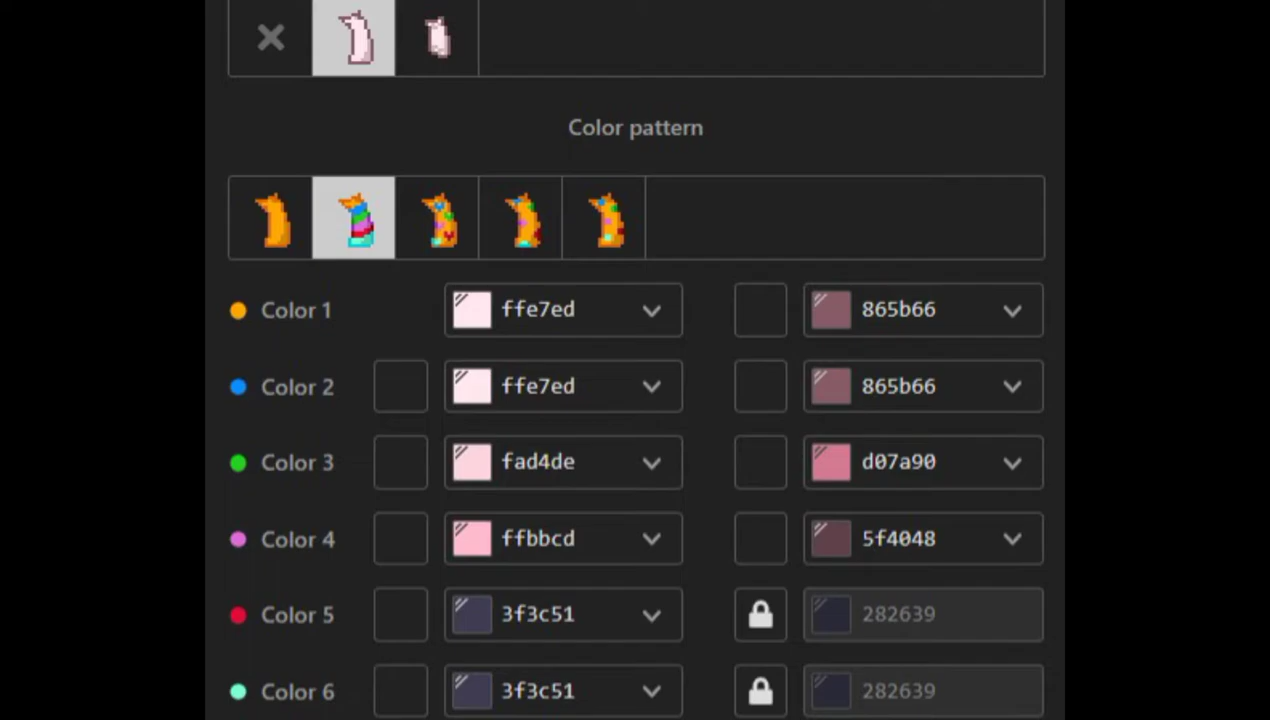 Color pattern
Color 1 ffe7ed 865b66
Color 2 ffe7ed 865b66
Color 3 fad4de d07a90
Color 4 ffbbcd 5f4048
Color 5 3f3c51 282639
Color 6 3f3c51 282639